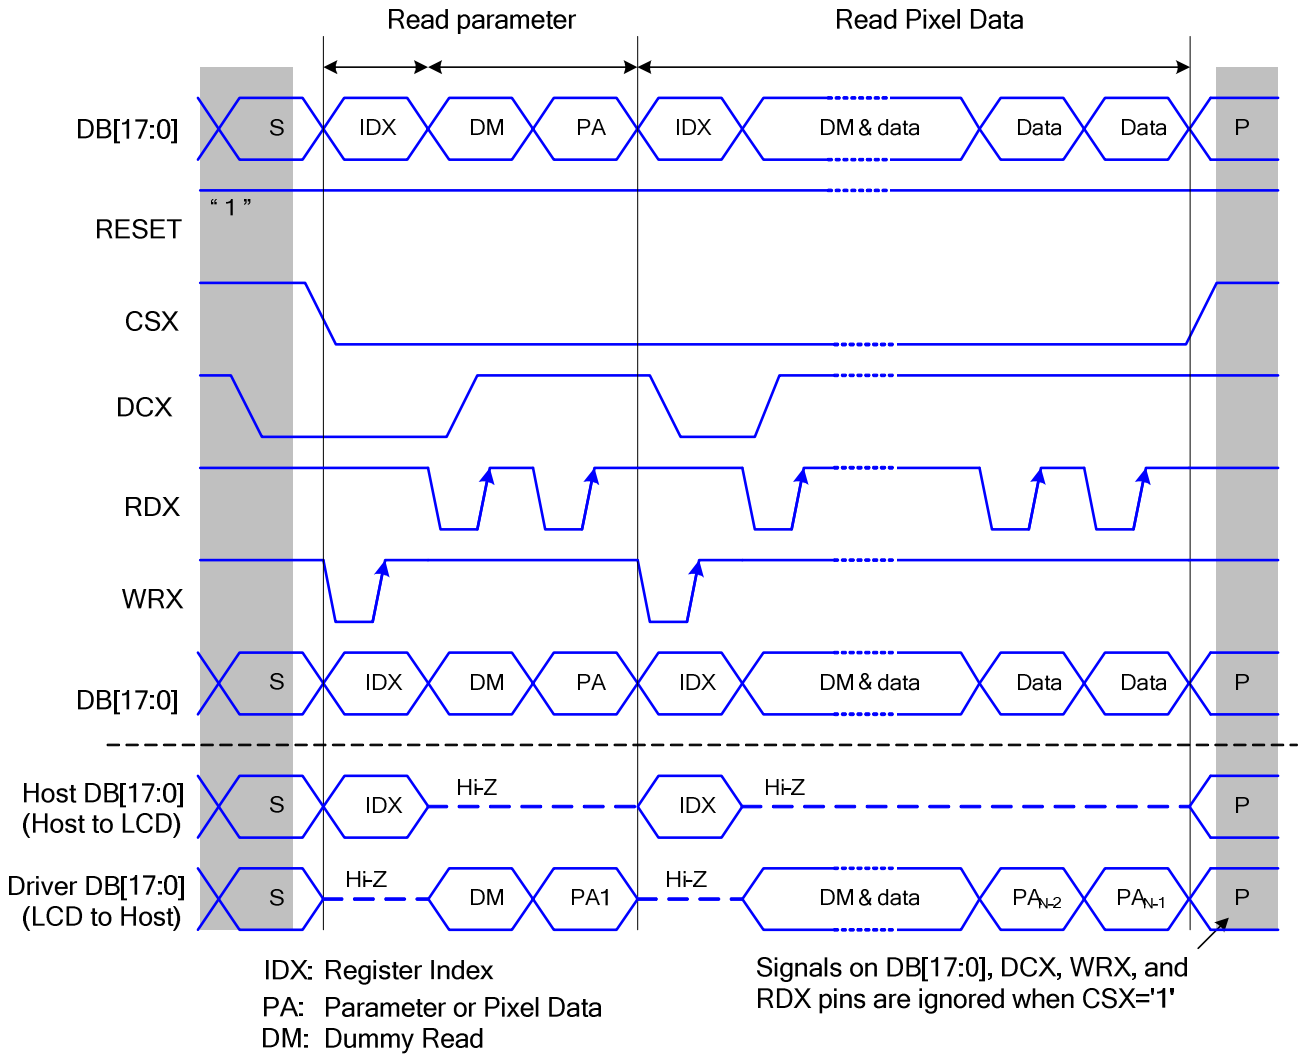 Read parameter Read Pixel Data
DB[17:0] S IDX DM PA IDX DM & data Data Data P
RESET "1"
CSX
DCX
RDX
WRX
DB[17:0] S IDX DM PA IDX DM & data Data Data P
Host DB[17:0] S IDX Hi-Z IDX Hi-Z P
(Host to LCD)
Driver DB[17:0] S Hi-Z DM PA1 Hi-Z DM & data PAN-2 PAN-1 P
(LCD to Host)
IDX: Register Index
PA: Parameter or Pixel Data
DM: Dummy Read
Signals on DB[17:0], DCX, WRX, and
RDX pins are ignored when CSX='1'